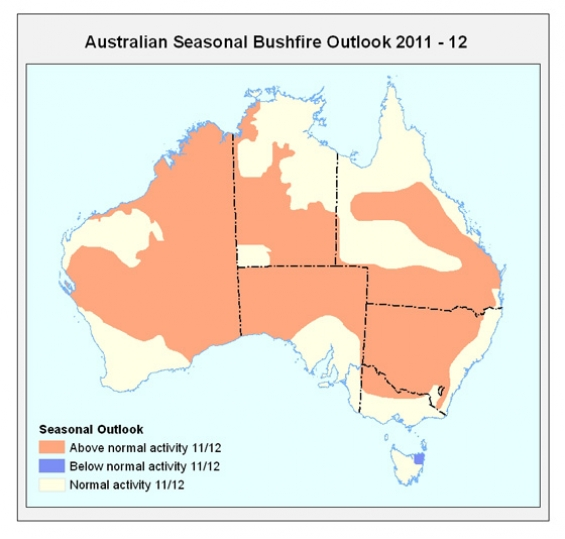 Australian Seasonal Bushfire Outlook 2011 - 12
Seasonal Outlook
Above normal activity 11/12
Below normal activity 11/12
Normal activity 11/12